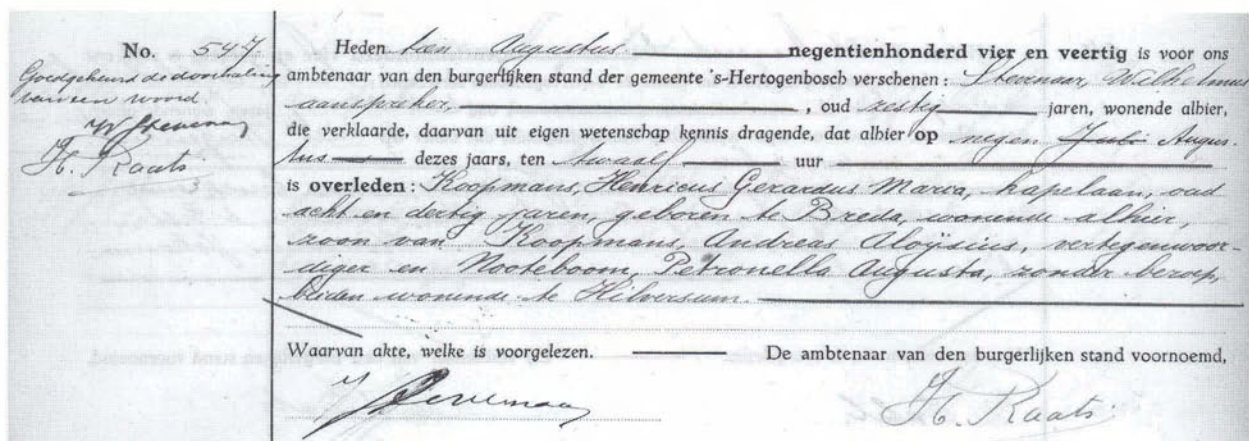 No. 547
Goedgekeurd de doorhaling
van een woord.
H. Raats
Heden tien Augustus negentienhonderd vier en veertig is voor ons
ambtenaar van den burgerlijken stand der gemeente 's-Hertogenbosch verschenen: Stevenaar, Wilhelmus
aanspreker, , oud zestig jaren, wonende alhier,
die verklaarde, daarvan uit eigen wetenschap kennis dragende, dat alhier op negen Juli Augus-
tus dezes jaars, ten twaalf uur
is overleden: Koopmans, Henricus Gerardus Maria, kapelaan, oud
acht en dertig jaren, geboren te Breda, wonende alhier,
zoon van Koopmans, Andreas Aloÿsius, vertegenwoor-
diger en Nooteboom, Petronella Augusta, zonder beroep,
beiden wonende te Hilversum.
Waarvan akte, welke is voorgelezen. De ambtenaar van den burgerlijken stand voornoemd,
H. Raats